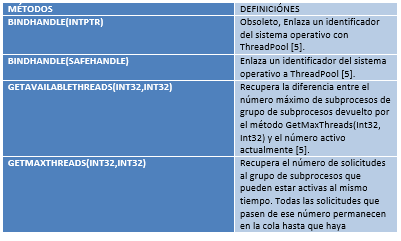 MÉTODOS DEFINICIÓNES
BINDHANDLE(INTPTR) Obsoleto, Enlaza un identificador
del sistema operativo con
ThreadPool [5].
BINDHANDLE(SAFEHANDLE) Enlaza un identificador del sistema
operativo a ThreedPool [5].
GETAVAILABLETHREADS(INT32,INT32) Recupera la diferencia entre el
número máximo de subprocesos de
grupo de subprocesos devuelto por
el método GetMaxThreads(Int32,
Int32) y el número activo
actualmente [5].
GETMAXTHREADS(INT32,INT32) Recupera el número de solicitudes
al grupo de subprocesos que
pueden estar activas al mismo
tiempo. Todas las solicitudes que
pasen de ese número permanecen
en la cola hasta que haya